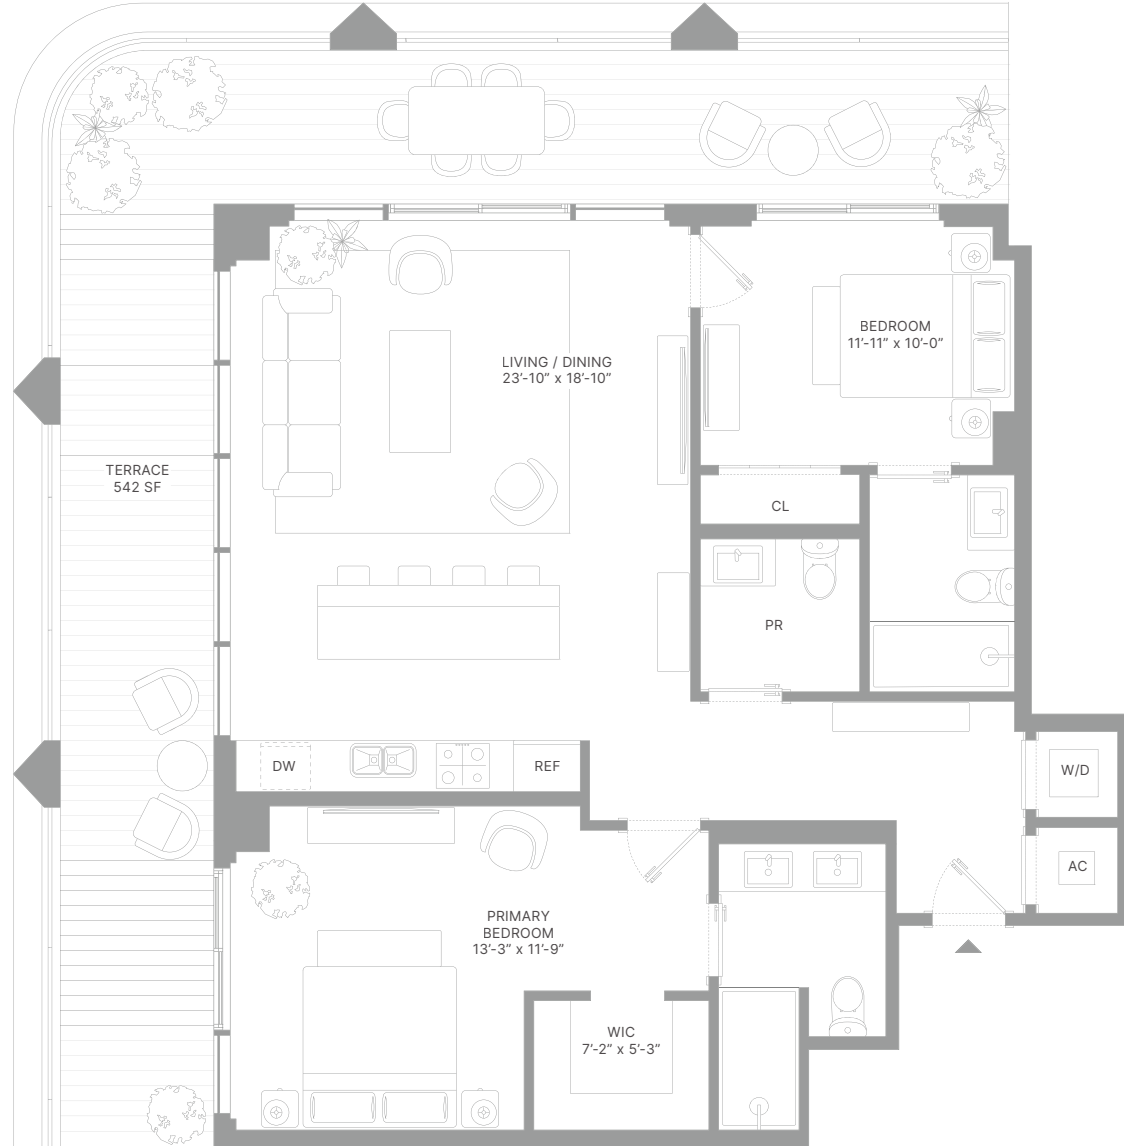 LIVING / DINING
23'-10" x 18'-10"
BEDROOM
11'-11" x 10'-0"
TERRACE
542 SF
CL
PR
DW
REF
W/D
AC
PRIMARY
BEDROOM
13'-3" x 11'-9"
WIC
7'-2" x 5'-3"